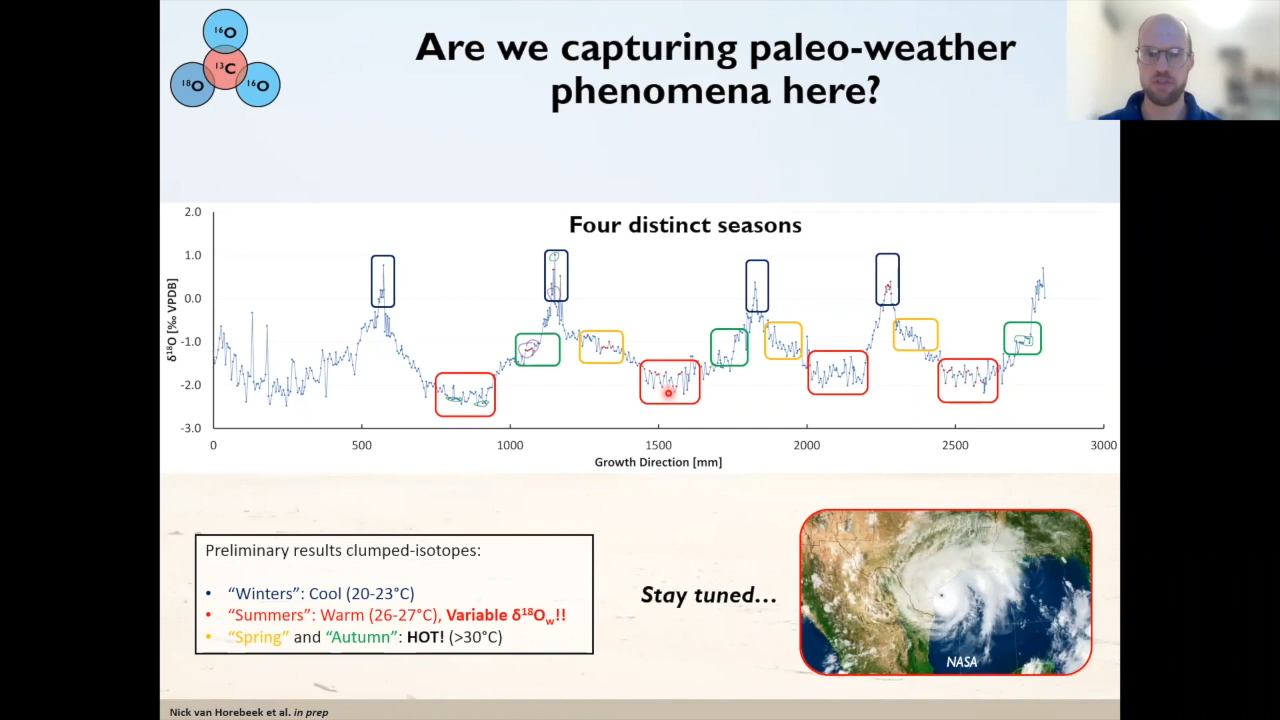 ¹⁶O
¹³C
¹⁸O
¹⁶O
Are we capturing paleo-weather
phenomena here?
Four distinct seasons
2.0
1.0
0.0
-1.0
-2.0
-3.0
δ¹⁸O [‰ VPDB]
0
500
1000
1500
2000
2500
3000
Growth Direction [mm]
Preliminary results clumped-isotopes:
• “Winters”: Cool (20-23°C)
• “Summers”: Warm (26-27°C), Variable δ¹⁸Ow!!
• “Spring” and “Autumn”: HOT! (>30°C)
Stay tuned…
NASA
Nick van Horebeek et al. in prep